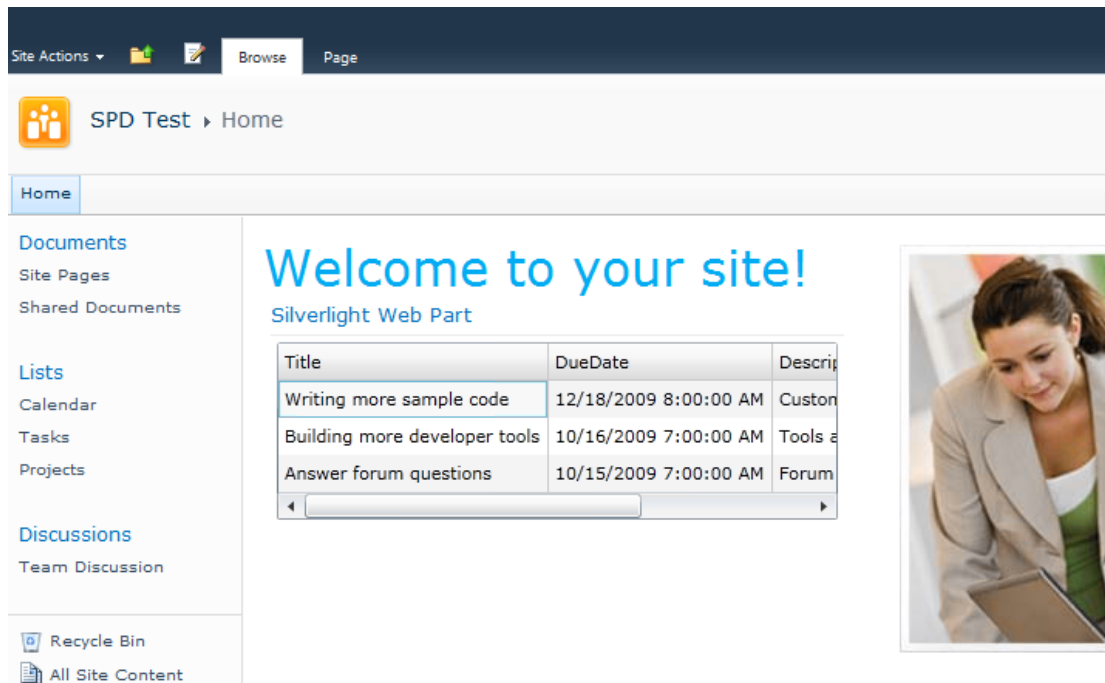 Site Actions Browse Page
SPD Test Home
Home
Documents
Site Pages
Shared Documents
Lists
Calendar
Tasks
Projects
Discussions
Team Discussion
Recycle Bin
All Site Content
Welcome to your site!
Silverlight Web Part
Title DueDate Descrip
Writing more sample code 12/18/2009 8:00:00 AM Custon
Building more developer tools 10/16/2009 7:00:00 AM Tools a
Answer forum questions 10/15/2009 7:00:00 AM Forum